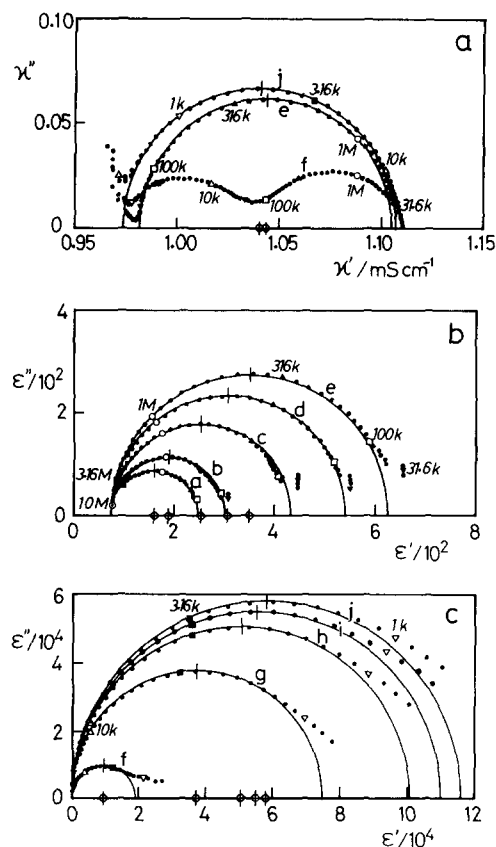 0.10
a
ϰ"
j
316k
1k
0.05
316k
e
1M
10k
100k
f
1M
10k
100k
31.6k
0
0.95
1.00
1.05
1.10
1.15
ϰ' / mS cm⁻¹
4
b
ε"/10²
316k
e
1M
d
100k
2
c
3.16M
b
31.6k
a
10M
0
0
2
4
6
8
ε'/10²
6
c
ε"/10⁴
316k
j
1k
i
4
h
g
2
10k
f
0
0
2
4
6
8
10
12
ε'/10⁴